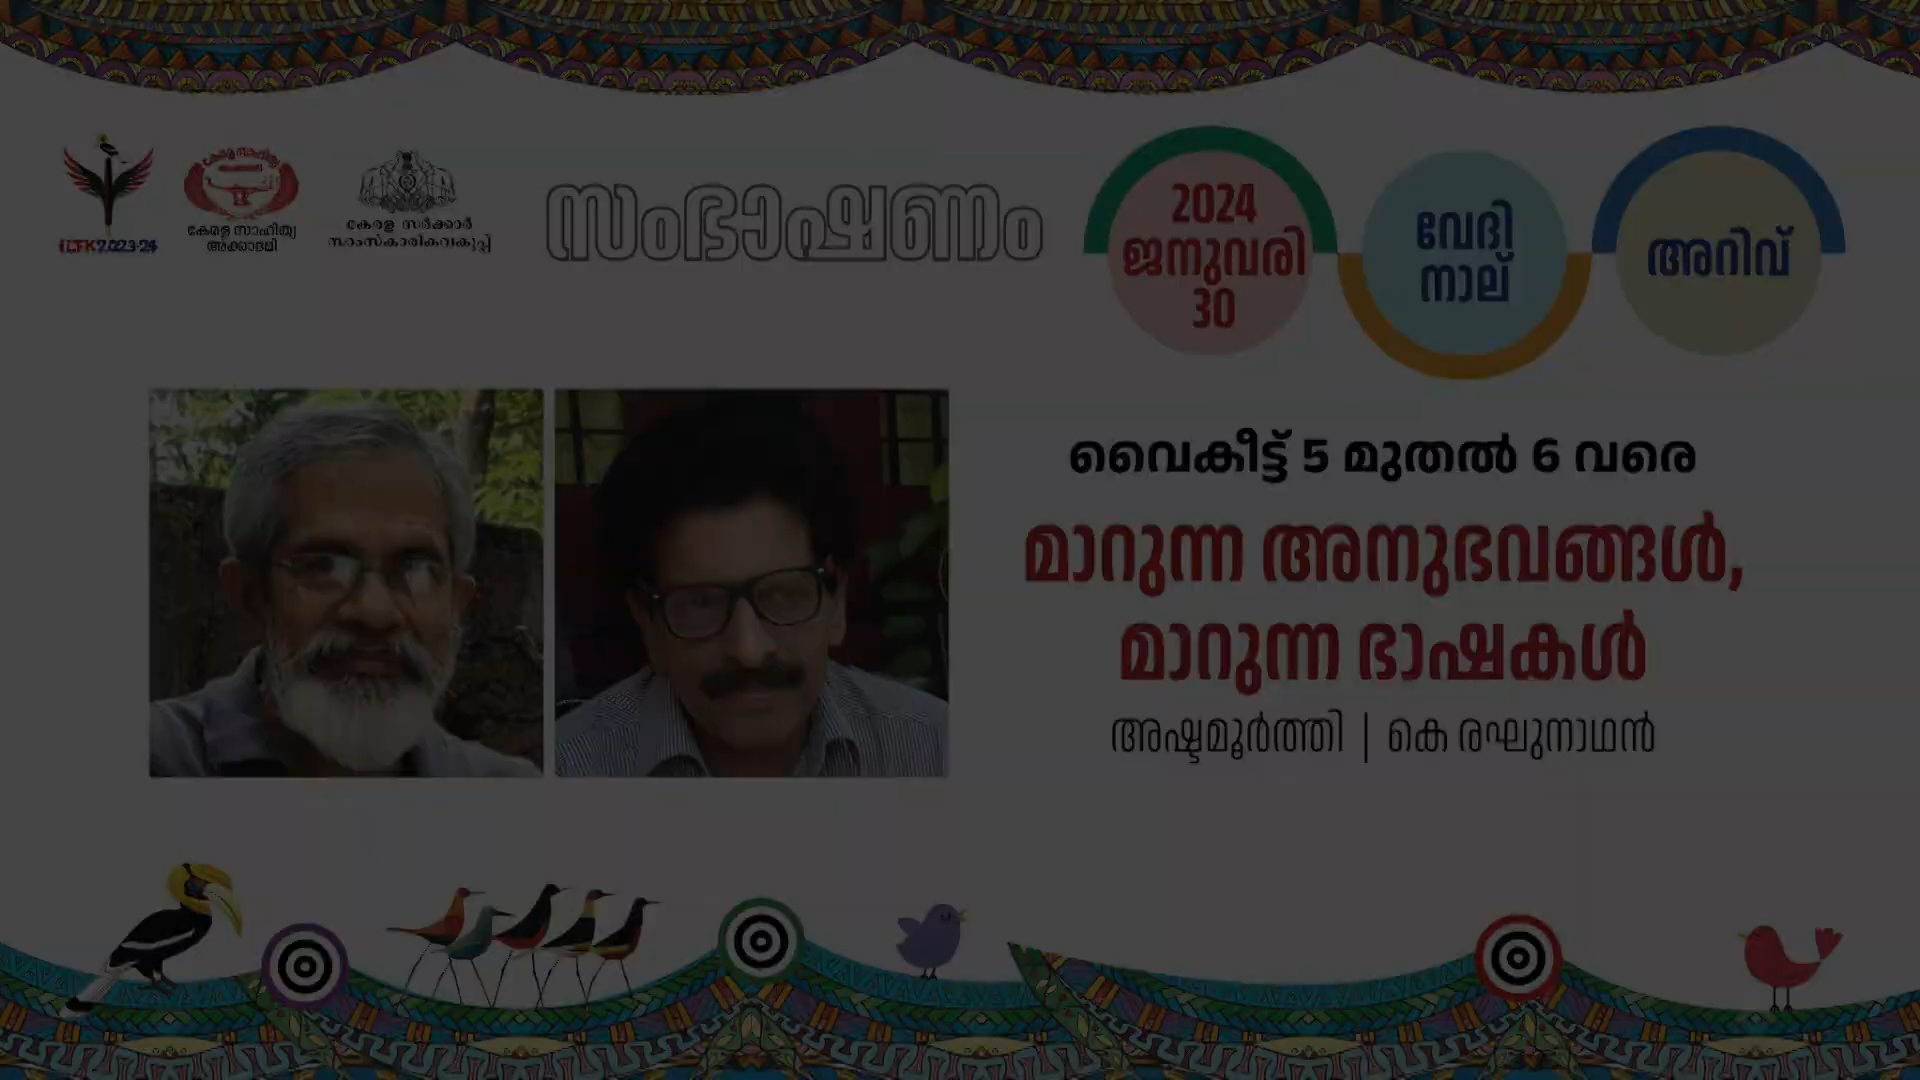 ILFK 2023-24
കേരള സാഹിത്യ
അക്കാദമി
കേരള സർക്കാർ
സാംസ്കാരികവകുപ്പ്
സംഭാഷണം
2024
ജനുവരി
30
വേദി
നാല്
അറിവ്
വൈകീട്ട് 5 മുതൽ 6 വരെ
മാറുന്ന അനുഭവങ്ങൾ,
മാറുന്ന ഭാഷകൾ
അഷ്ടമൂർത്തി | കെ രഘുനാഥൻ